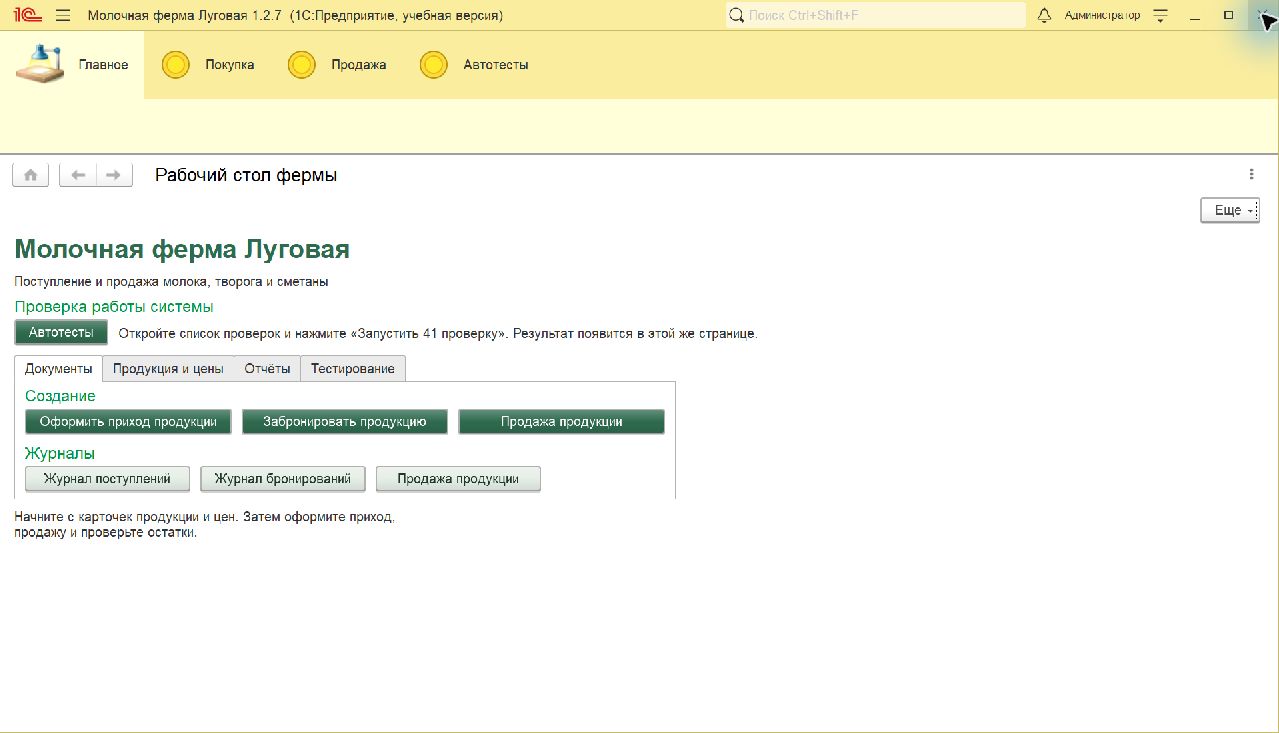 1С Молочная ферма Луговая 1.2.7 (1С:Предприятие, учебная версия) Поиск Ctrl+Shift+F Администратор
Главное Покупка Продажа Автотесты
Рабочий стол фермы
Еще
Молочная ферма Луговая
Поступление и продажа молока, творога и сметаны
Проверка работы системы
Автотесты Откройте список проверок и нажмите «Запустить 41 проверку». Результат появится в этой же странице.
Документы Продукция и цены Отчёты Тестирование
Создание
Оформить приход продукции Забронировать продукцию Продажа продукции
Журналы
Журнал поступлений Журнал бронирований Продажа продукции
Начните с карточек продукции и цен. Затем оформите приход,
продажу и проверьте остатки.